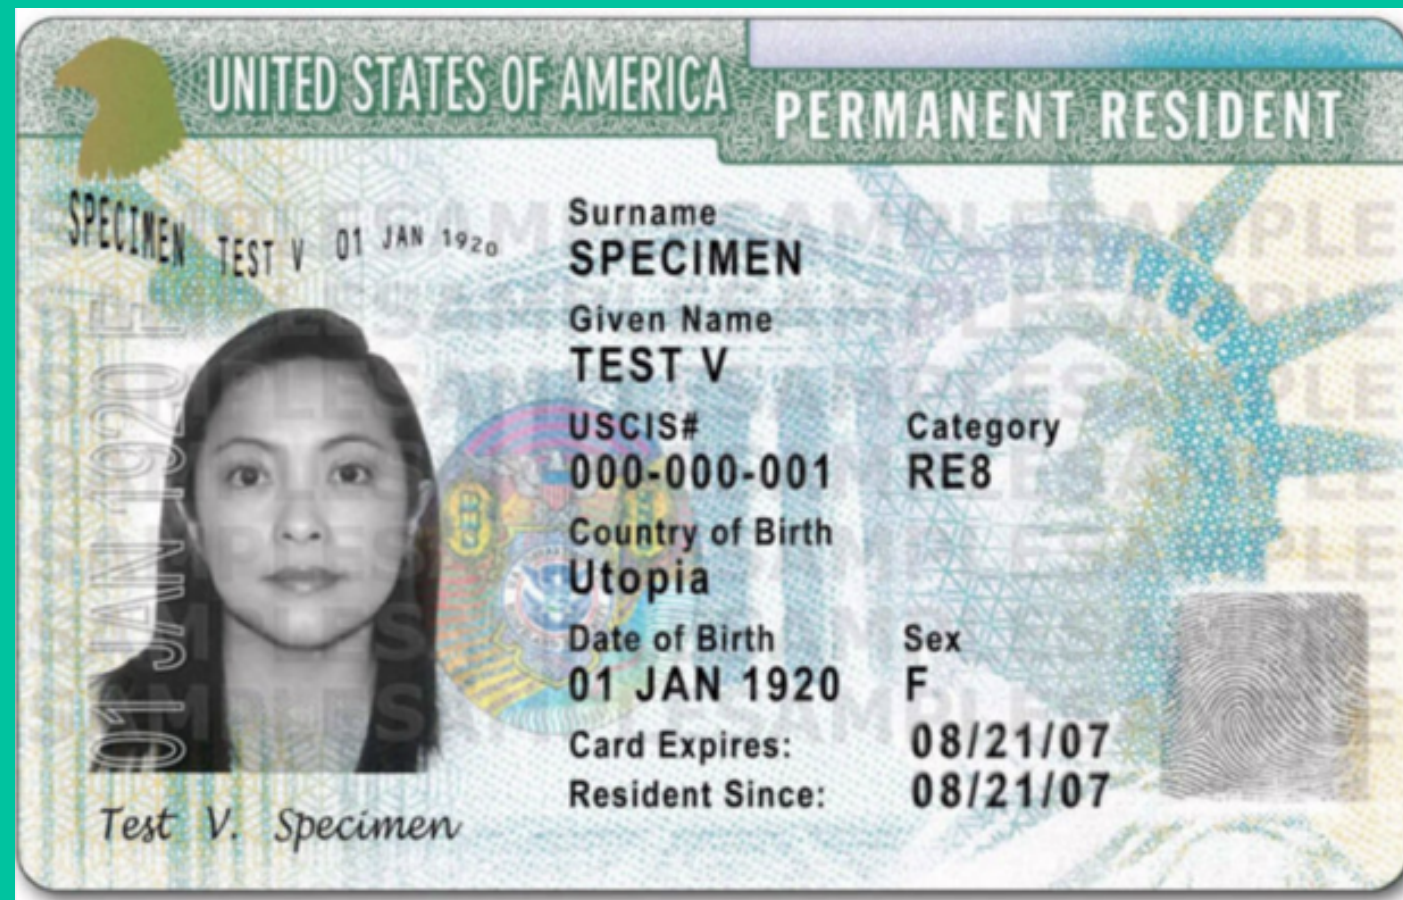 UNITED STATES OF AMERICA
PERMANENT RESIDENT
SPECIMEN TEST V 01 JAN 1920
Surname
SPECIMEN
Given Name
TEST V
USCIS# Category
000-000-001 RE8
Country of Birth
Utopia
Date of Birth Sex
01 JAN 1920 F
Card Expires: 08/21/07
Resident Since: 08/21/07
01 JAN 1920 F
Test V. Specimen
SAMPLESAMPLESAMPLE